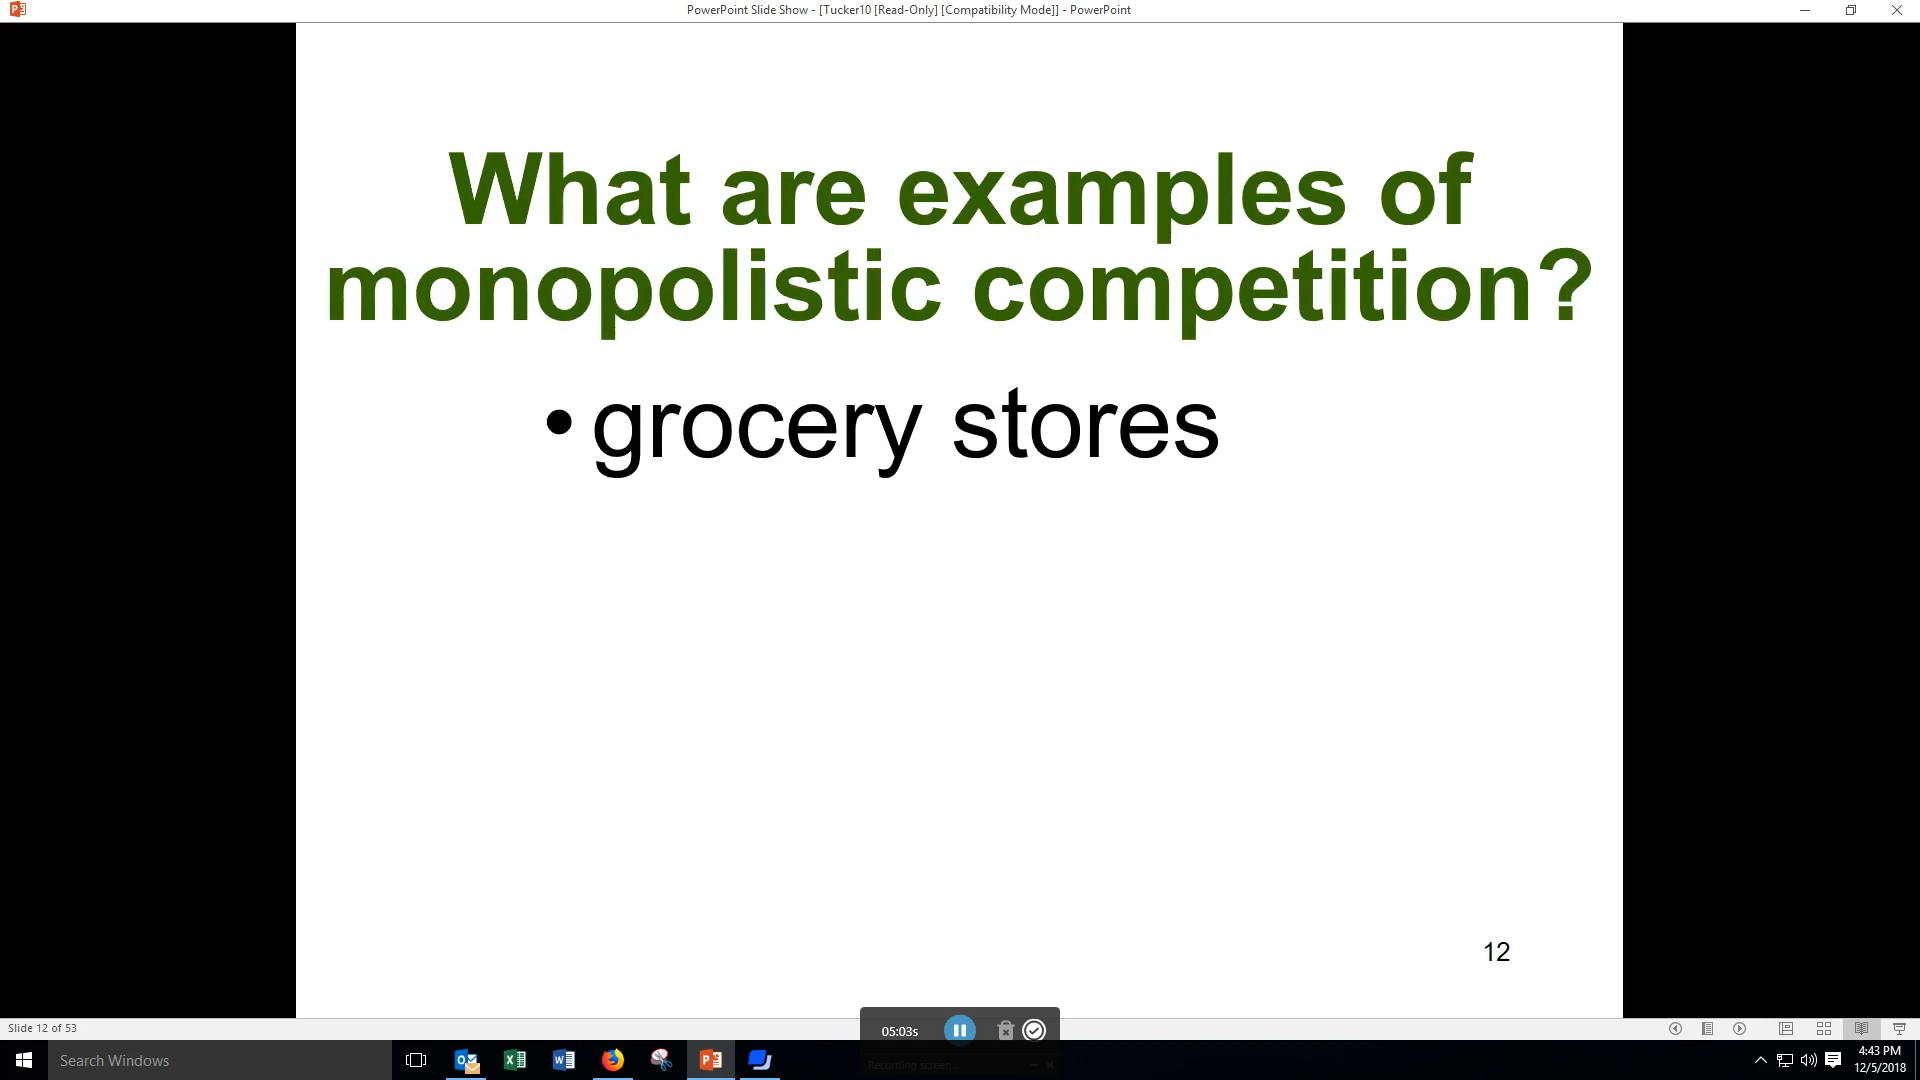 PowerPoint Slide Show - [Tucker10 [Read-Only] [Compatibility Mode]] - PowerPoint
What are examples of
monopolistic competition?
• grocery stores
12
Slide 12 of 53
05:03s
Recording screen...
Search Windows
4:43 PM
12/5/2018